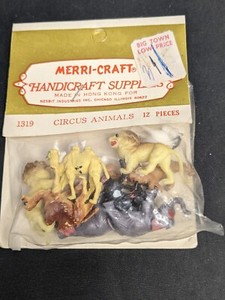 BIG TOWN
LOW PRICE
MERRI-CRAFT®
HANDICRAFT SUPPLIES
MADE IN HONG KONG FOR
1319 CIRCUS ANIMALS 12 PIECES